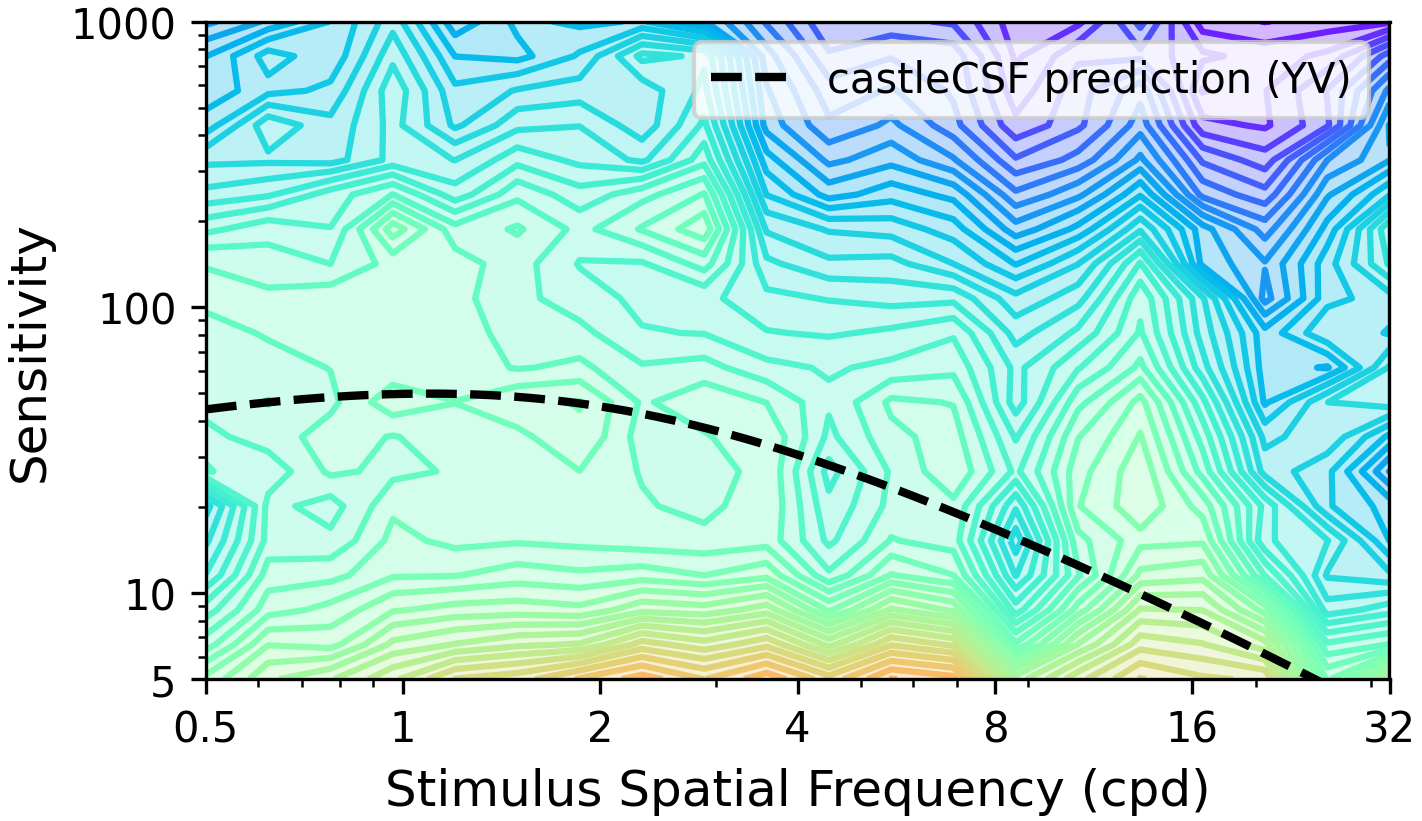 1000
castleCSF prediction (YV)
100
10
5
Sensitivity
0.5 1 2 4 8 16 32
Stimulus Spatial Frequency (cpd)